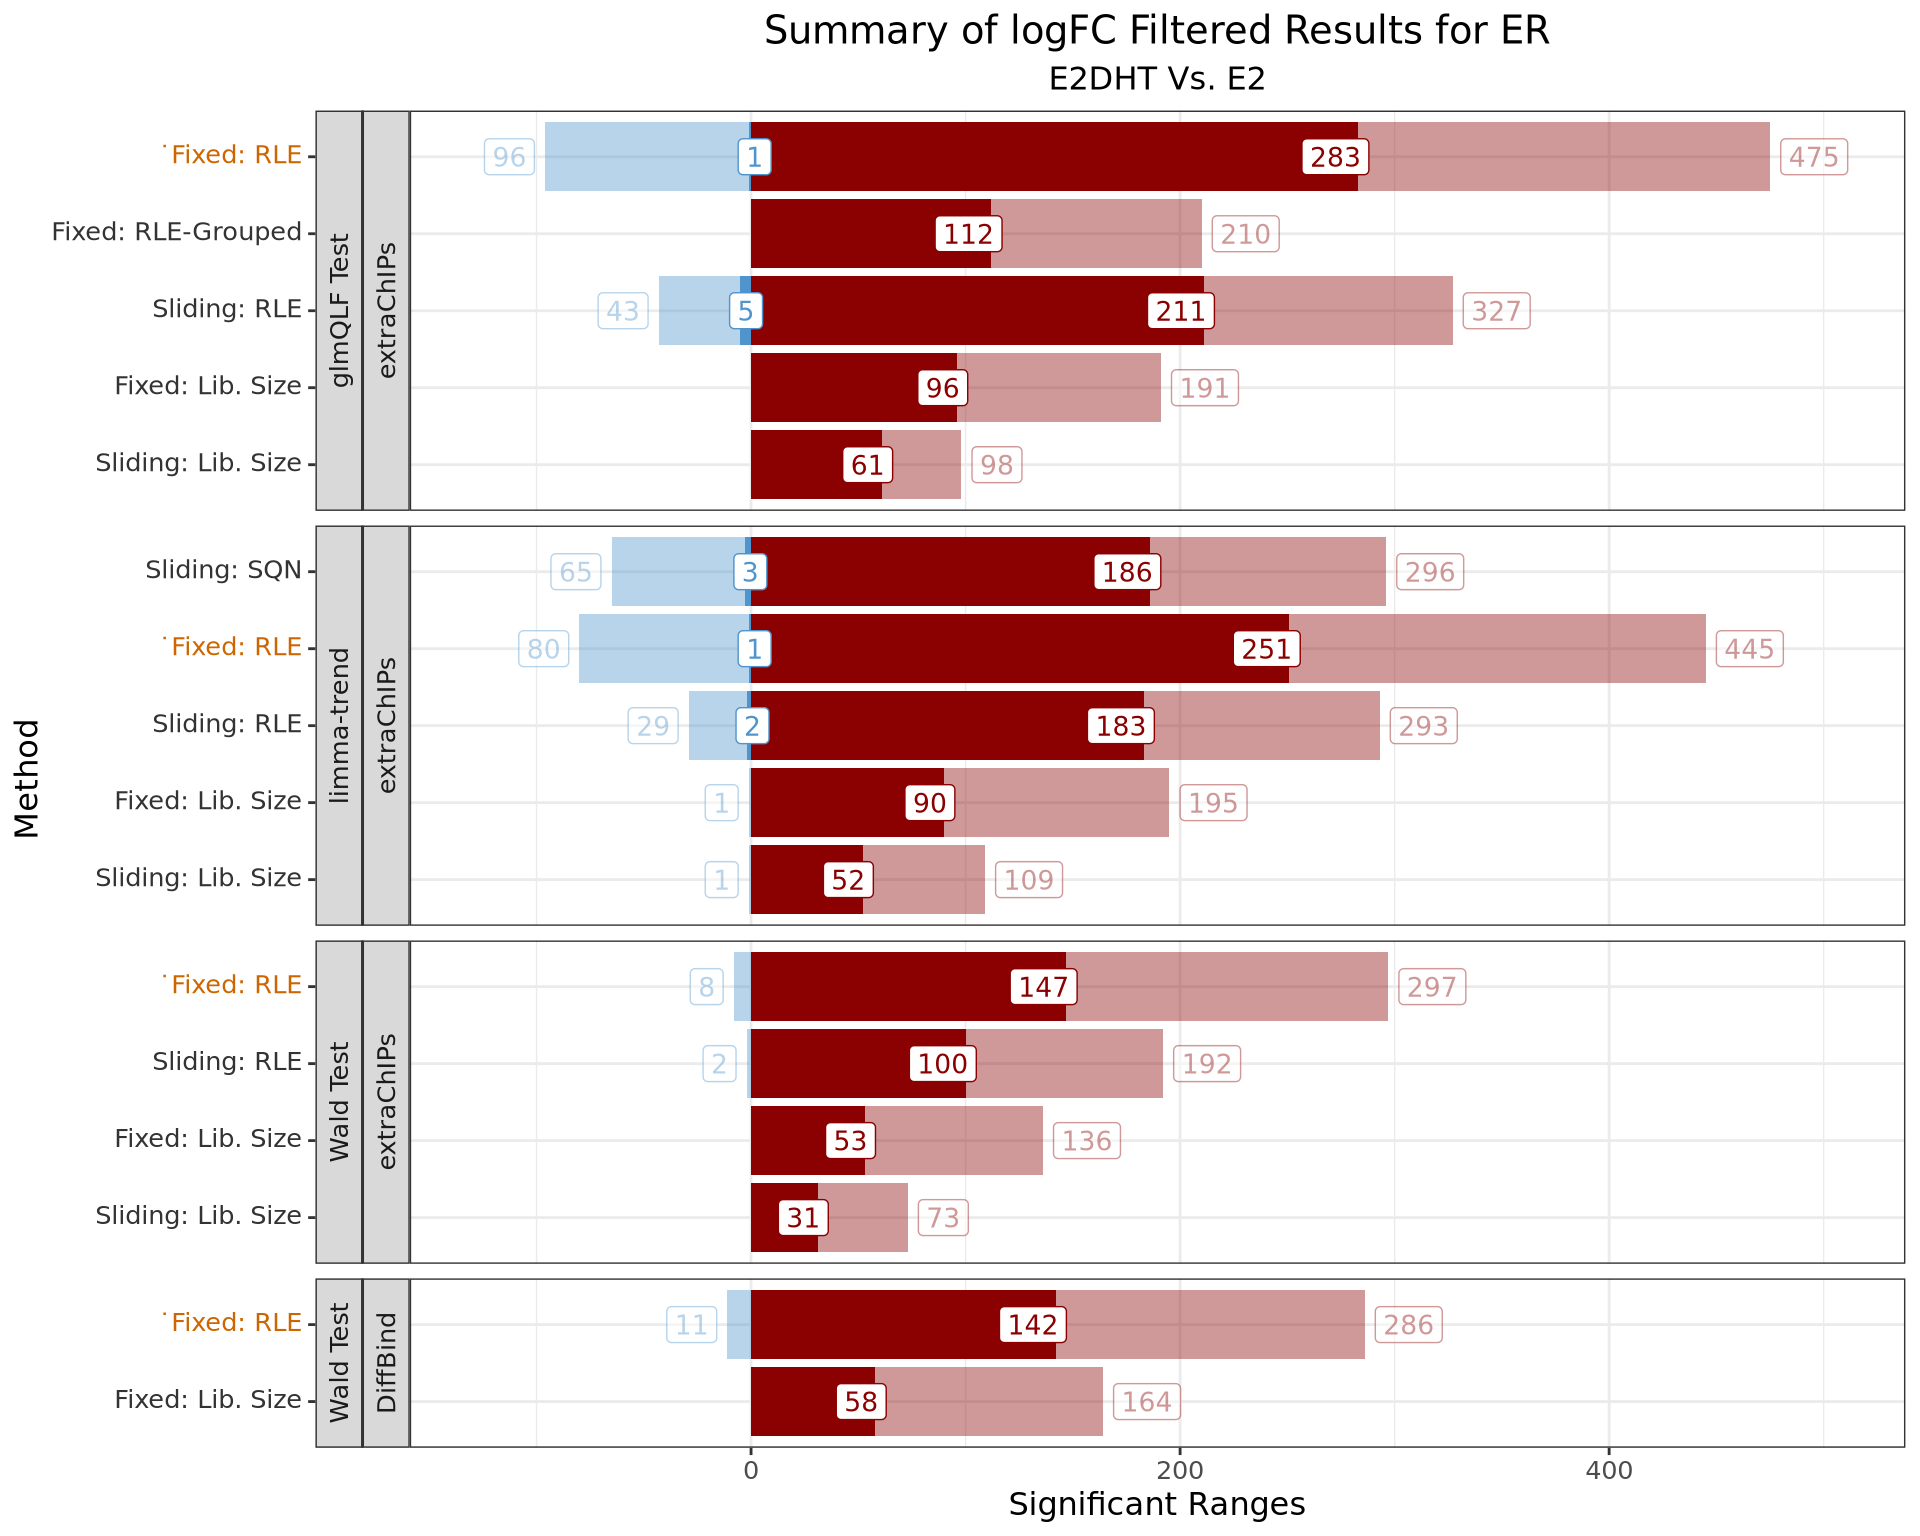 Summary of logFC Filtered Results for ER
E2DHT Vs. E2
Method
glmQLF Test
extraChIPs
˙Fixed: RLE
96
1
283
475
Fixed: RLE-Grouped
112
210
Sliding: RLE
43
5
211
327
Fixed: Lib. Size
96
191
Sliding: Lib. Size
61
98
limma-trend
extraChIPs
Sliding: SQN
65
3
186
296
˙Fixed: RLE
80
1
251
445
Sliding: RLE
29
2
183
293
Fixed: Lib. Size
1
90
195
Sliding: Lib. Size
1
52
109
Wald Test
extraChIPs
˙Fixed: RLE
8
147
297
Sliding: RLE
2
100
192
Fixed: Lib. Size
53
136
Sliding: Lib. Size
31
73
Wald Test
DiffBind
˙Fixed: RLE
11
142
286
Fixed: Lib. Size
58
164
0
200
400
Significant Ranges